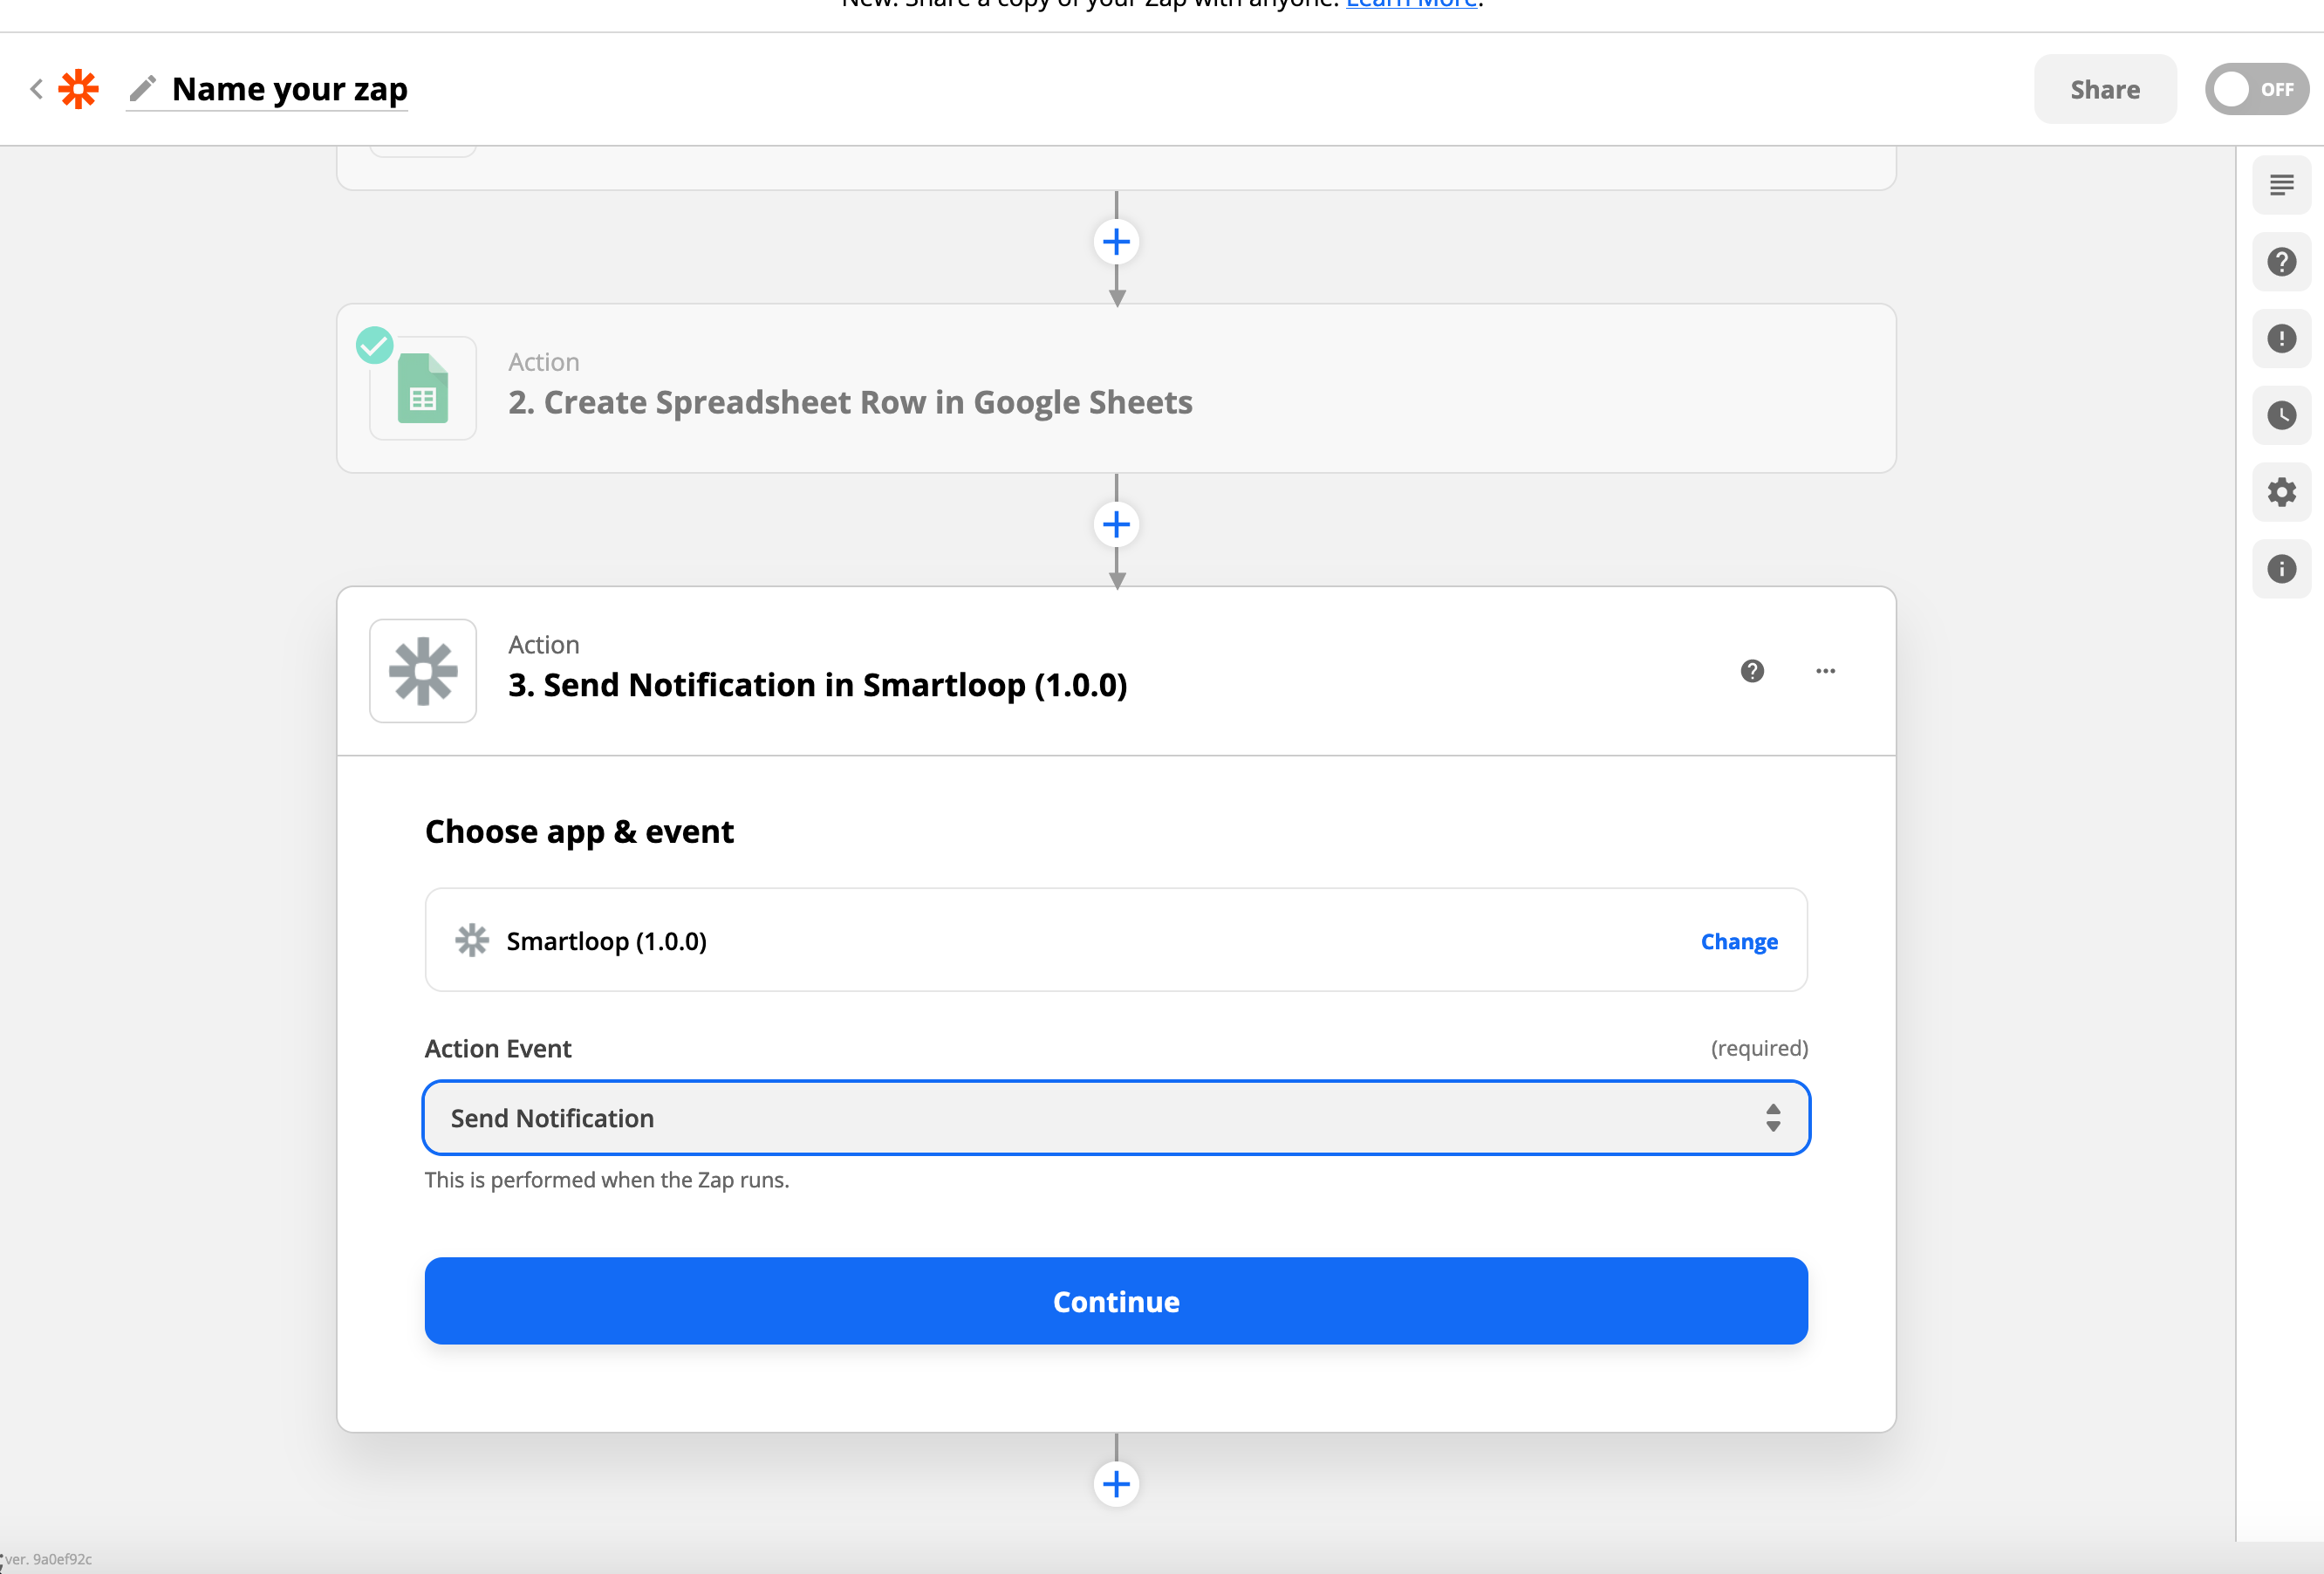 New: Share a copy of your Zap with anyone. Learn More.
Name your zap
Share
OFF
Action
2. Create Spreadsheet Row in Google Sheets
Action
3. Send Notification in Smartloop (1.0.0)
Choose app & event
Smartloop (1.0.0)
Change
Action Event
(required)
Send Notification
This is performed when the Zap runs.
Continue
ver. 9a0ef92c